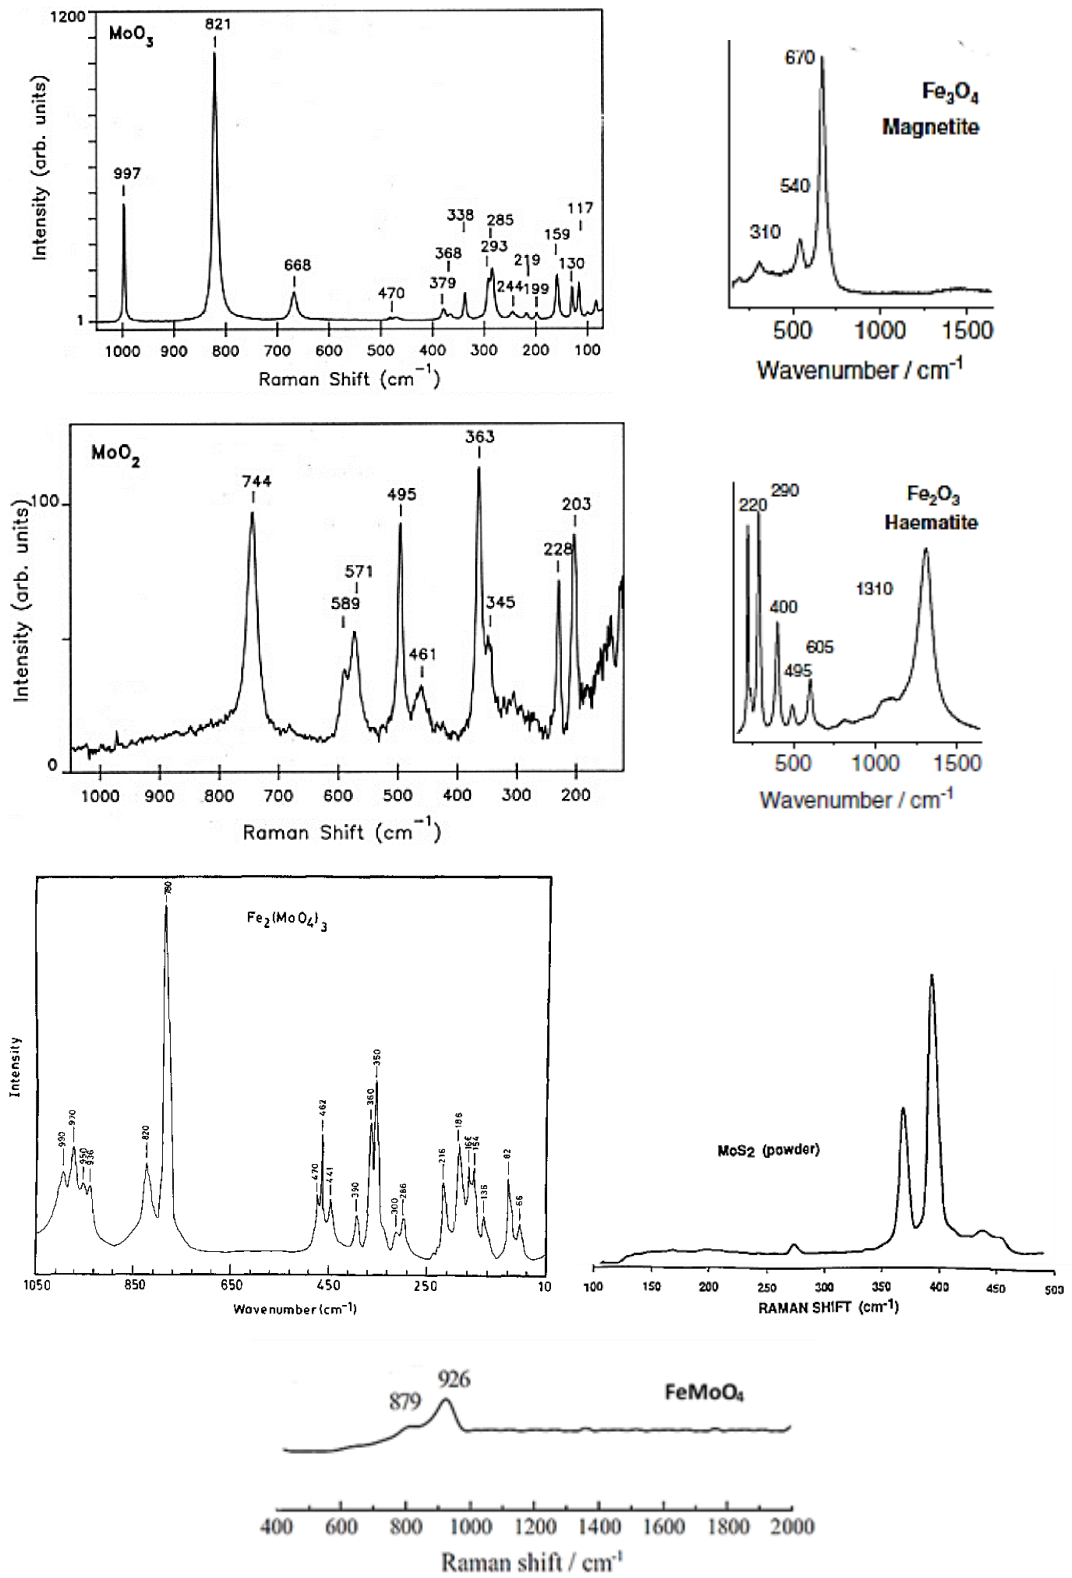 1200
MoO3
821
997
668
470
379
368
338
293
285
244
219
199
159
130
117
1
Intensity (arb. units)
1000 900 800 700 600 500 400 300 200 100
Raman Shift (cm-1)
670
Fe3O4
Magnetite
540
310
500 1000 1500
Wavenumber / cm-1
MoO2
744
589
571
495
461
363
345
228
203
100
0
Intensity (arb. units)
1000 900 800 700 600 500 400 300 200
Raman Shift (cm-1)
220
290
Fe2O3
Haematite
1310
400
495
605
500 1000 1500
Wavenumber / cm-1
Fe2(MoO4)3
990
970
950
936
820
780
470
462
441
390
360
350
300
286
216
186
166
154
136
82
66
Intensity
1050 850 650 450 250 10
Wavenumber (cm-1)
MoS2 (powder)
100 150 200 250 300 350 400 450 500
RAMAN SHIFT (cm-1)
879
926
FeMoO4
400 600 800 1000 1200 1400 1600 1800 2000
Raman shift / cm-1